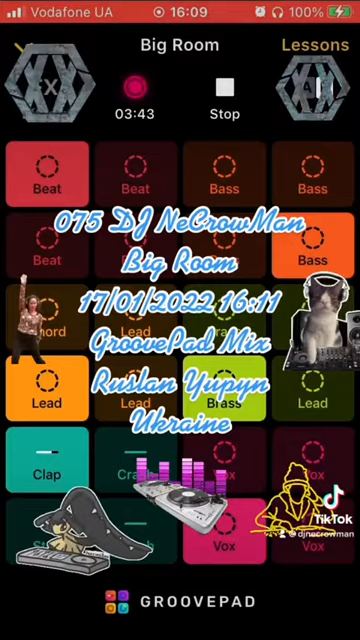 Vodafone UA 16:09 100%
Big Room Lessons
03:43 Stop
Beat Beat Bass Bass
075 DJ NeCrowMan
Beat Bass
Big Room
17/01/2022 16:11
Lead
GroovePad Mix
Ruslan Yupyn
Lead Lead Brass Lead
Ukraine
Clap Vox
TikTok
@djnecrowman
Vox Vox
GROOVEPAD